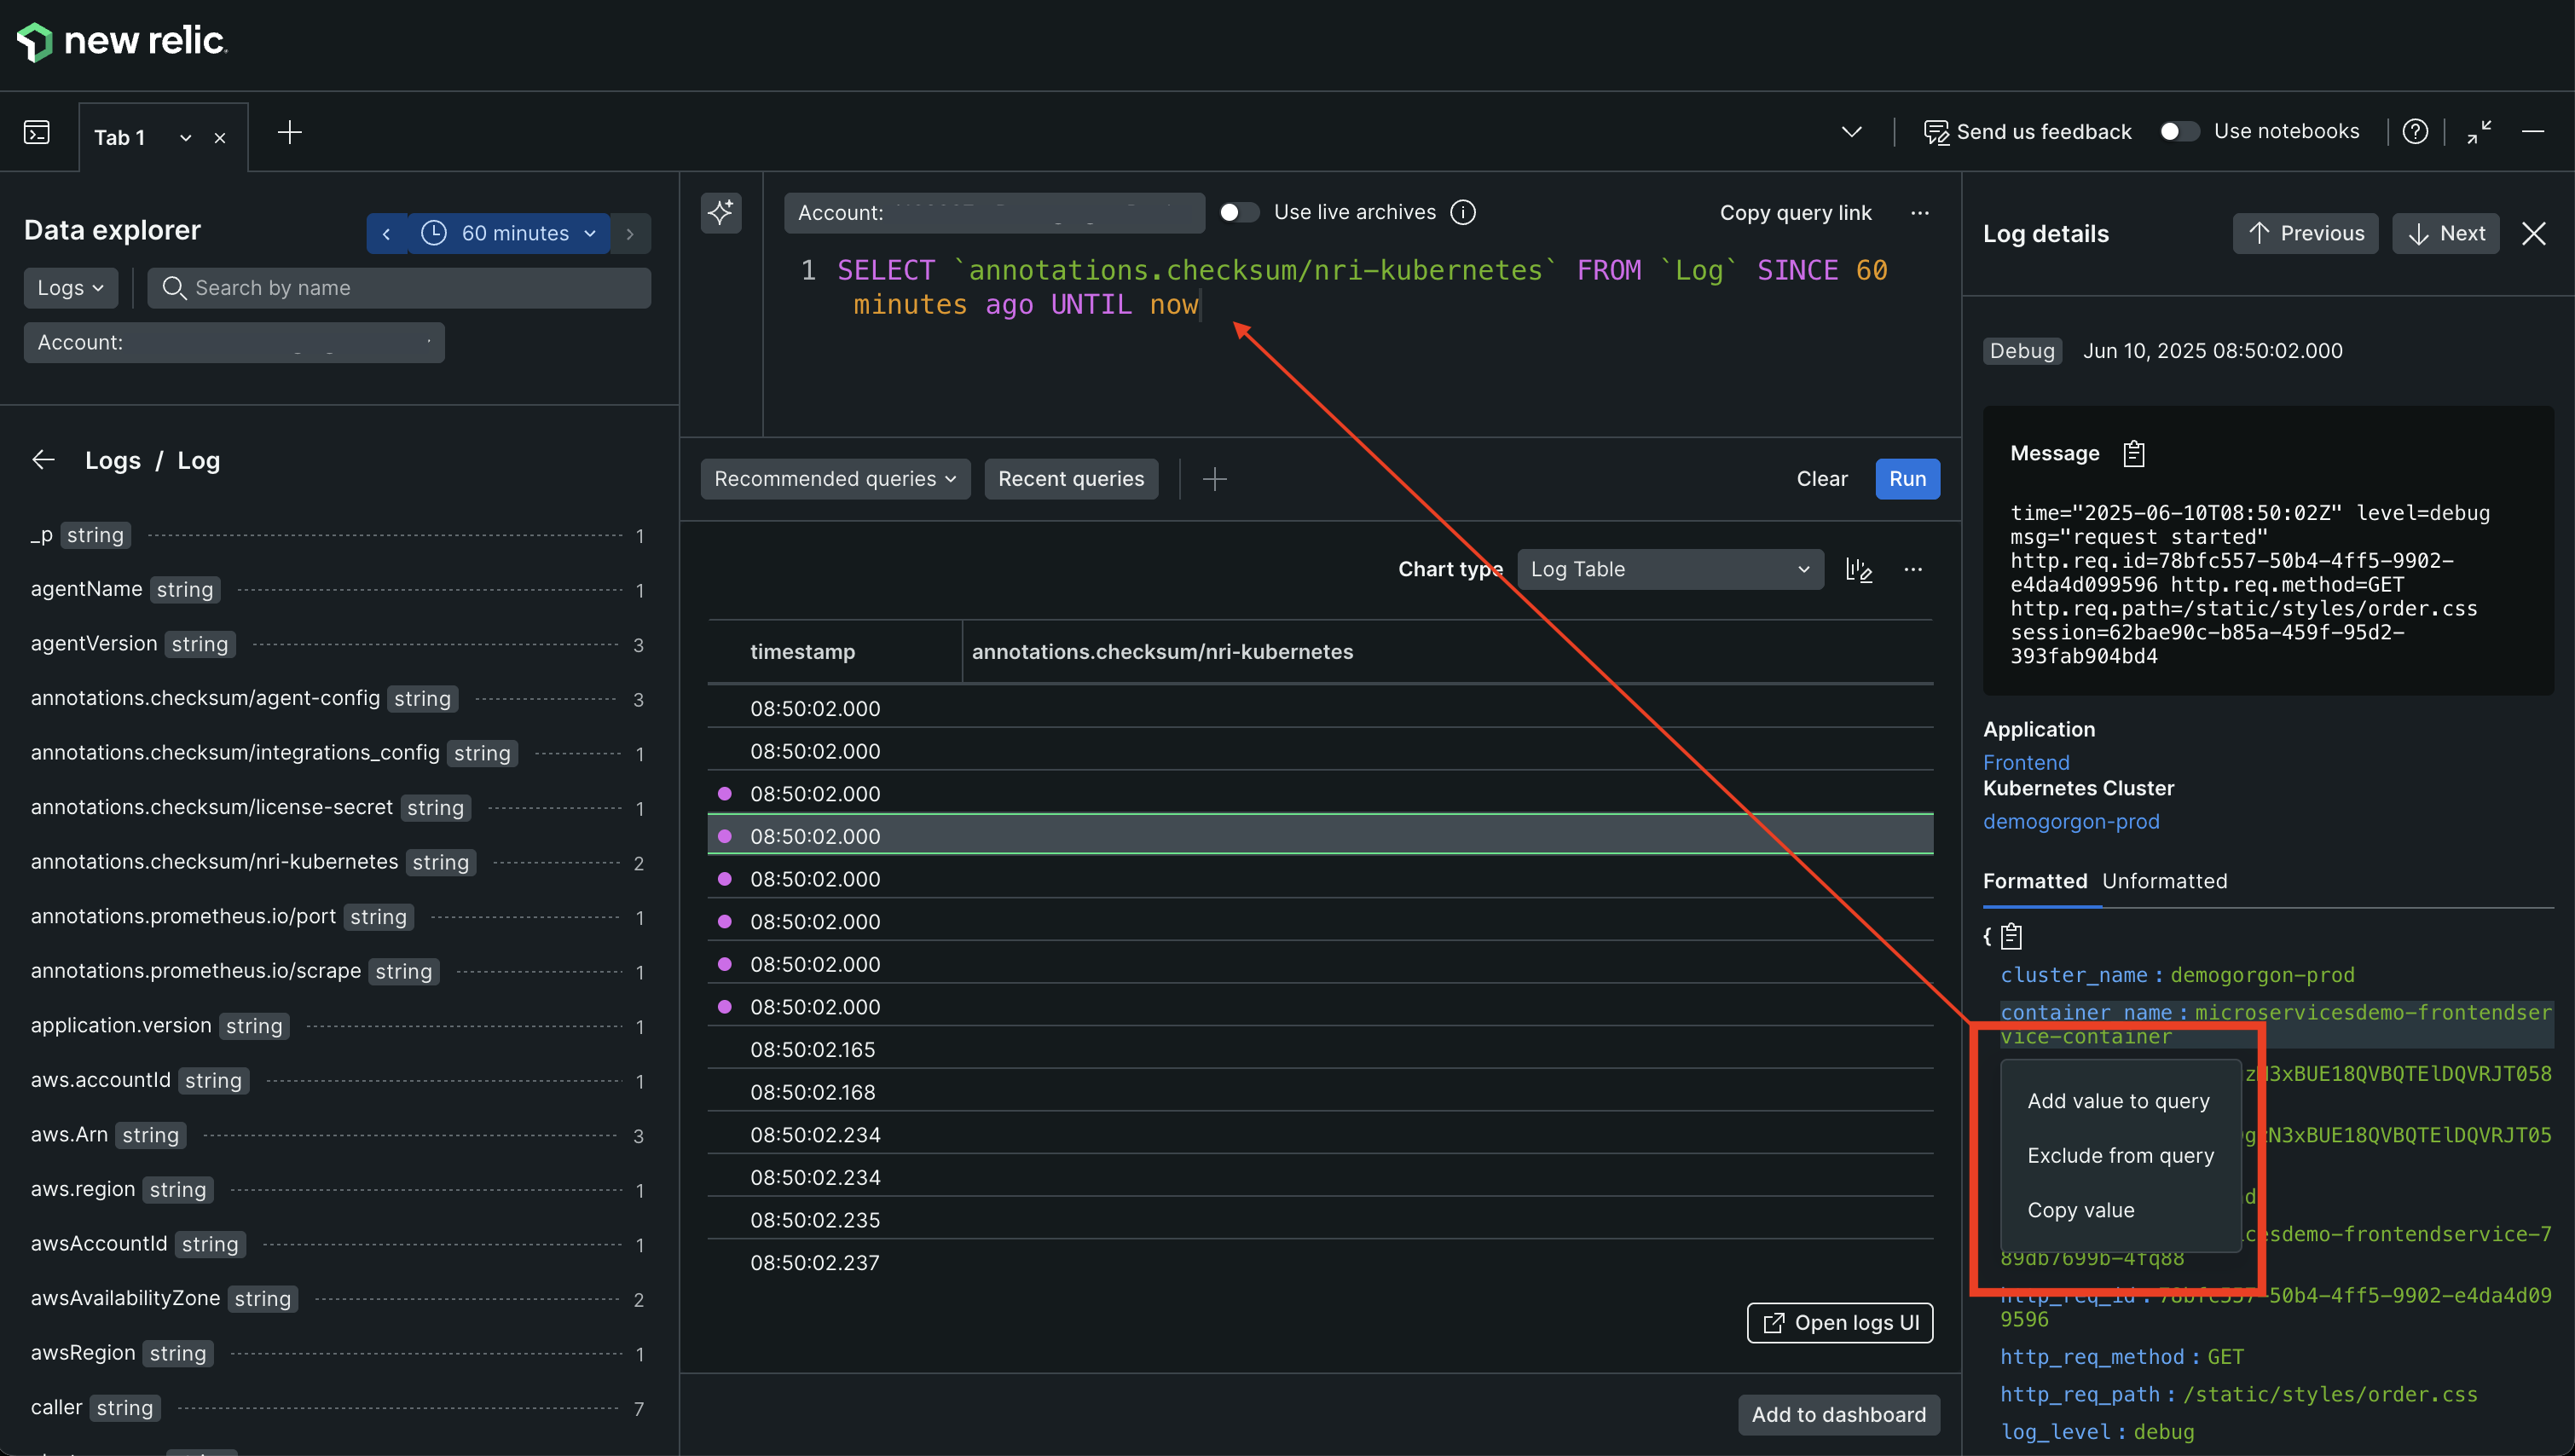 new relic
Tab 1
Send us feedback
Use notebooks
Data explorer
60 minutes
Logs
Search by name
Account:
Logs / Log
_p string 1
agentName string 1
agentVersion string 3
annotations.checksum/agent-config string 3
annotations.checksum/integrations_config string 1
annotations.checksum/license-secret string 1
annotations.checksum/nri-kubernetes string 2
annotations.prometheus.io/port string 1
annotations.prometheus.io/scrape string 1
application.version string 1
aws.accountId string 1
aws.Arn string 3
aws.region string 1
awsAccountId string 1
awsAvailabilityZone string 2
awsRegion string 1
caller string 7
Account:
Use live archives
Copy query link
1 SELECT `annotations.checksum/nri-kubernetes` FROM `Log` SINCE 60
minutes ago UNTIL now
Recommended queries
Recent queries
Clear
Run
Chart type
Log Table
timestamp
annotations.checksum/nri-kubernetes
08:50:02.000
08:50:02.000
08:50:02.000
08:50:02.000
08:50:02.000
08:50:02.000
08:50:02.000
08:50:02.000
08:50:02.165
08:50:02.168
08:50:02.234
08:50:02.234
08:50:02.235
08:50:02.237
Open logs UI
Add to dashboard
Log details
Previous
Next
Debug Jun 10, 2025 08:50:02.000
Message
time="2025-06-10T08:50:02Z" level=debug
msg="request started"
http.req.id=78bfc557-50b4-4ff5-9902-
e4da4d099596 http.req.method=GET
http.req.path=/static/styles/order.css
session=62bae90c-b85a-459f-95d2-
393fab904bd4
Application
Frontend
Kubernetes Cluster
demogorgon-prod
Formatted Unformatted
{
cluster_name : demogorgon-prod
container_name : microservicesdemo-frontendser
vice-container
Add value to query
Exclude from query
Copy value
cesdemo-frontendservice-7
89db7699b-4fq88
http_req_id : 78bfc557-50b4-4ff5-9902-e4da4d09
9596
http_req_method : GET
http_req_path : /static/styles/order.css
log_level : debug